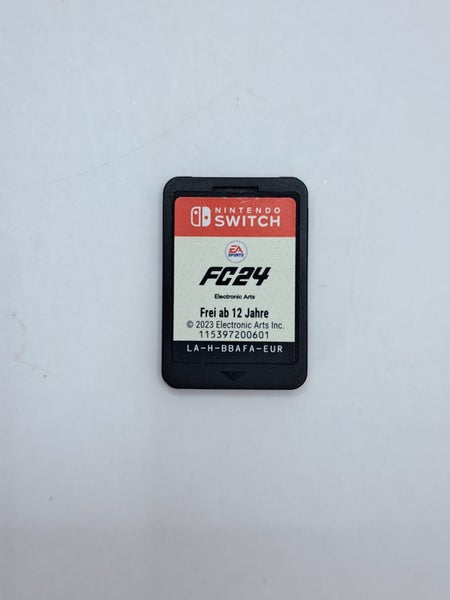 NINTENDO
SWITCH
EA
SPORTS
FC24
Electronic Arts
Frei ab 12 Jahre
© 2023 Electronic Arts Inc.
115397200601
LA-H-BBAFA-EUR